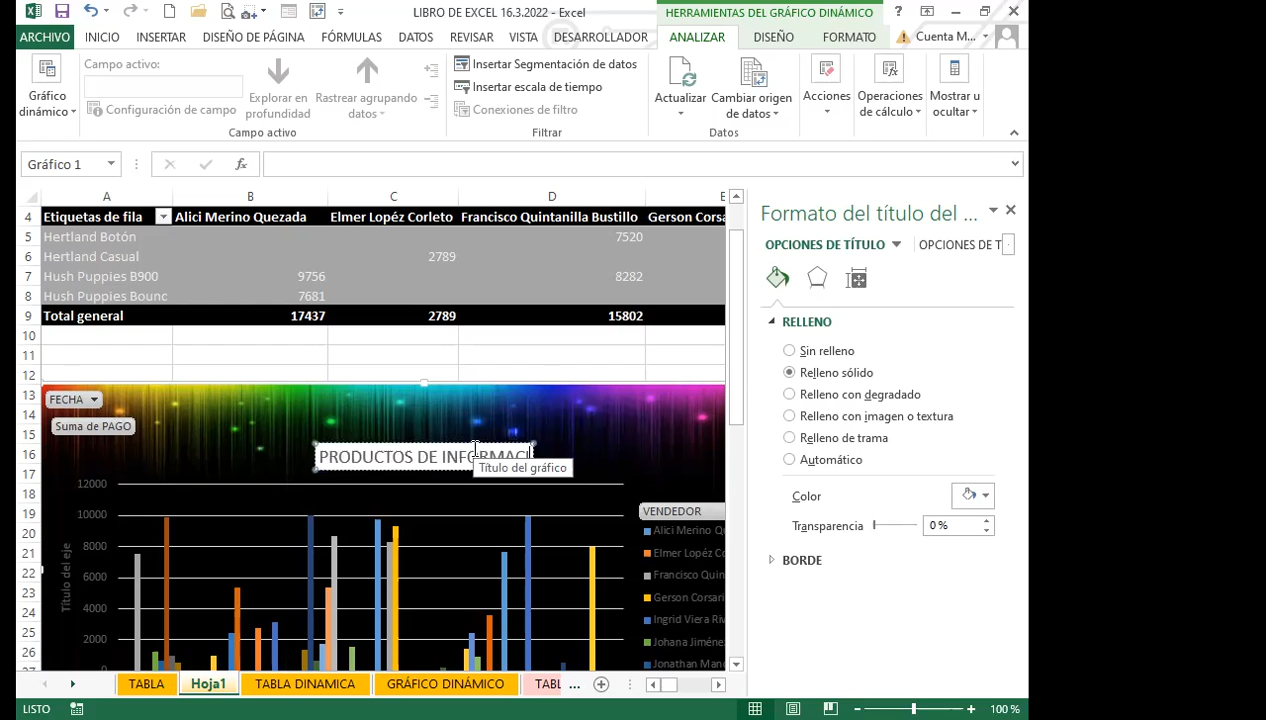 LIBRO DE EXCEL 16.3.2022 - Excel
HERRAMIENTAS DEL GRÁFICO DINÁMICO
ARCHIVO INICIO INSERTAR DISEÑO DE PÁGINA FÓRMULAS DATOS REVISAR VISTA DESARROLLADOR ANALIZAR DISEÑO FORMATO Cuenta M...
Gráfico dinámico
Campo activo:
Configuración de campo
Explorar en profundidad
Rastrear agrupando datos
Campo activo
Insertar Segmentación de datos
Insertar escala de tiempo
Conexiones de filtro
Filtrar
Actualizar
Cambiar origen de datos
Datos
Acciones
Operaciones de cálculo
Mostrar u ocultar
Gráfico 1
fx
A B C D E
4 Etiquetas de fila Alici Merino Quezada Elmer Lopéz Corleto Francisco Quintanilla Bustillo Gerson Corsa
5 Hertland Botón 7520
6 Hertland Casual 2789
7 Hush Puppies B900 9756 8282
8 Hush Puppies Bounc 7681
9 Total general 17437 2789 15802
10
11
12
13
14
15
16
17
18
19
20
21
22
23
24
25
26
FECHA
Suma de PAGO
PRODUCTOS DE INFORMACI
Título del gráfico
12000
10000
8000
6000
4000
2000
0
Título del eje
VENDEDOR
Alici Merino Qu
Elmer Lopéz Co
Francisco Quin
Gerson Corsari
Ingrid Viera Riv
Johana Jiménez
Jonathan Man
Formato del título del ...
OPCIONES DE TÍTULO OPCIONES DE T
RELLENO
Sin relleno
Relleno sólido
Relleno con degradado
Relleno con imagen o textura
Relleno de trama
Automático
Color
Transparencia 0 %
BORDE
TABLA Hoja1 TABLA DINAMICA GRÁFICO DINÁMICO TABL ...
LISTO
100 %